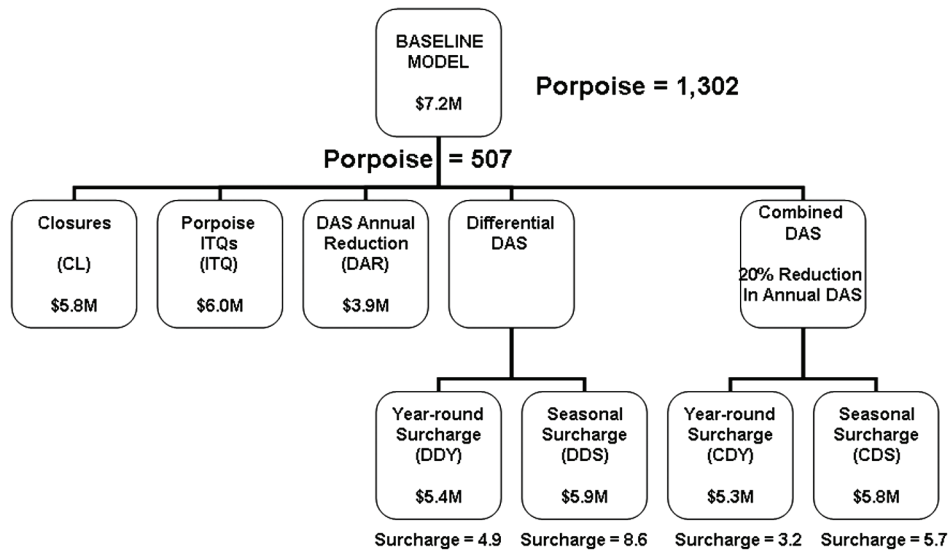 BASELINE
MODEL
$7.2M
Porpoise = 1,302
Porpoise = 507
Closures
(CL)
$5.8M
Porpoise
ITQs
(ITQ)
$6.0M
DAS Annual
Reduction
(DAR)
$3.9M
Differential
DAS
Combined
DAS
20% Reduction
In Annual DAS
Year-round
Surcharge
(DDY)
$5.4M
Surcharge = 4.9
Seasonal
Surcharge
(DDS)
$5.9M
Surcharge = 8.6
Year-round
Surcharge
(CDY)
$5.3M
Surcharge = 3.2
Seasonal
Surcharge
(CDS)
$5.8M
Surcharge = 5.7